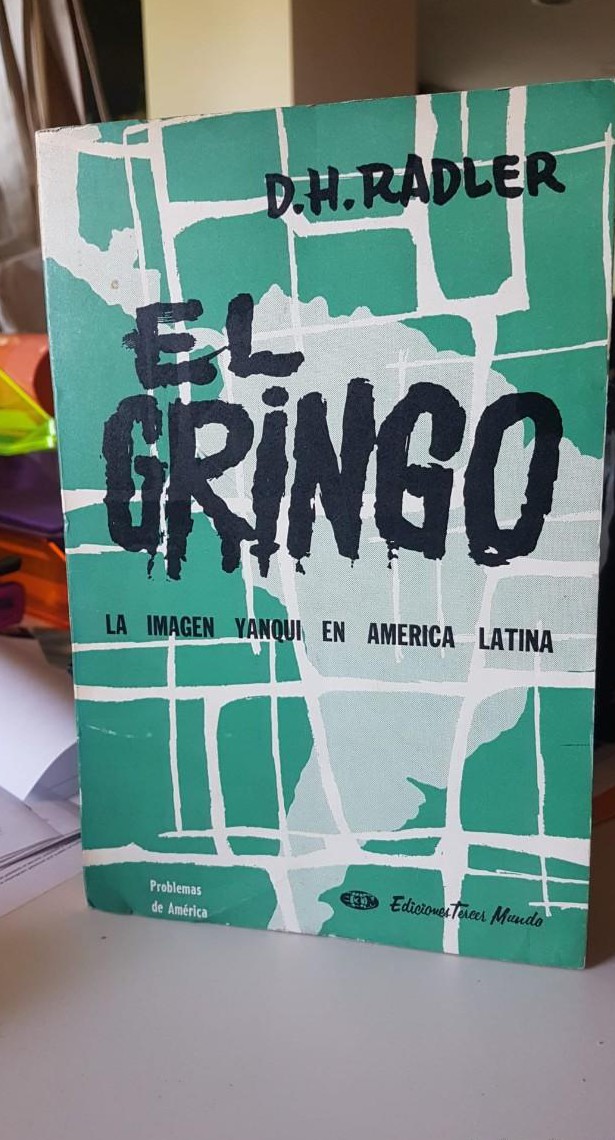 D.H. RADLER
EL
GRiNGO
LA IMAGEN YANQUI EN AMERICA LATINA
Problemas
de América
Ediciones Tercer Mundo